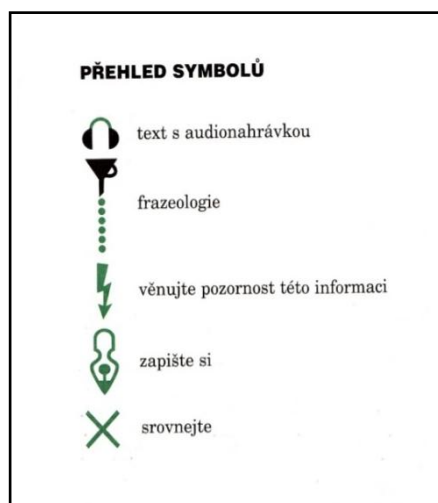 PŘEHLED SYMBOLŮ
text s audionahrávkou
frazeologie
věnujte pozornost této informaci
zapište si
srovnejte